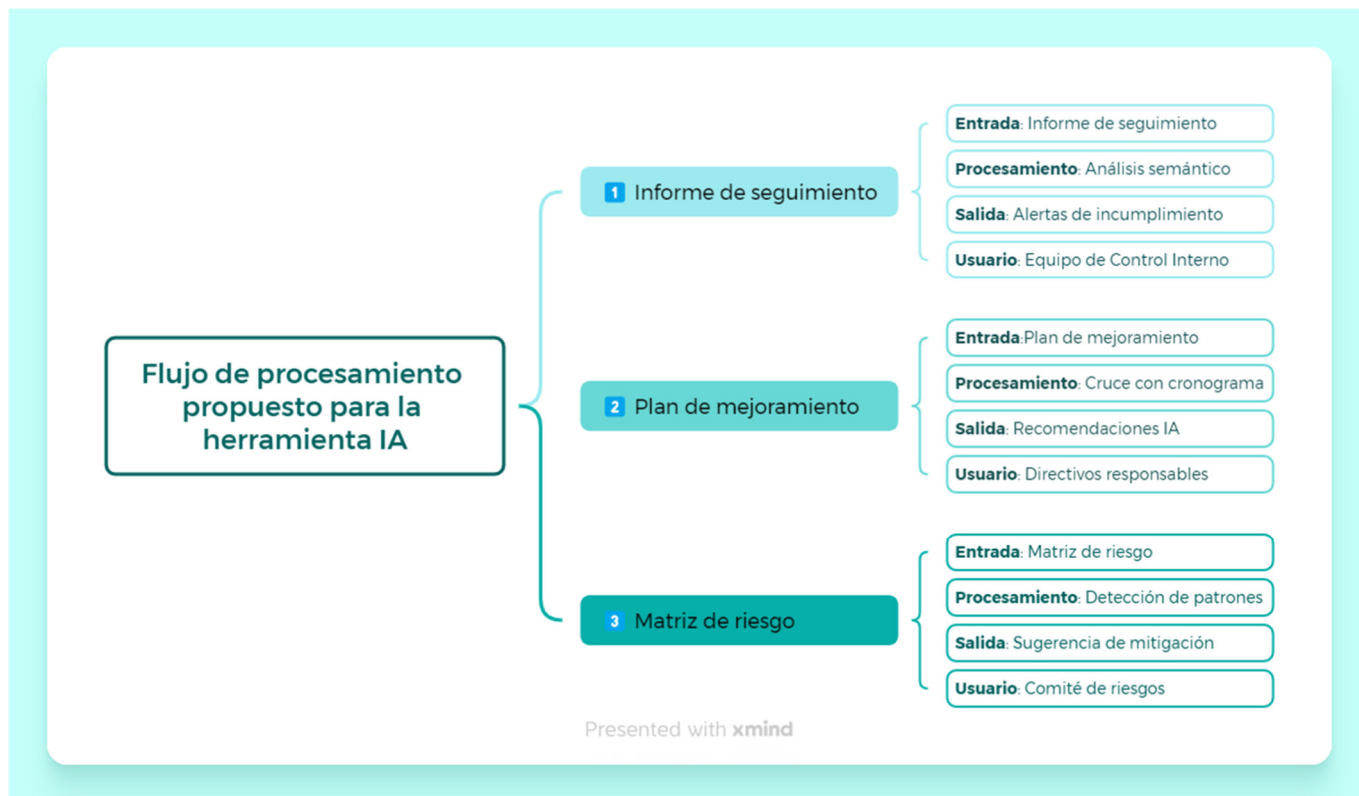 Flujo de procesamiento
propuesto para la
herramienta IA
1 Informe de seguimiento
Entrada: Informe de seguimiento
Procesamiento: Análisis semántico
Salida: Alertas de incumplimiento
Usuario: Equipo de Control Interno
2 Plan de mejoramiento
Entrada:Plan de mejoramiento
Procesamiento: Cruce con cronograma
Salida: Recomendaciones IA
Usuario: Directivos responsables
3 Matriz de riesgo
Entrada: Matriz de riesgo
Procesamiento: Detección de patrones
Salida: Sugerencia de mitigación
Usuario: Comité de riesgos
Presented with xmind